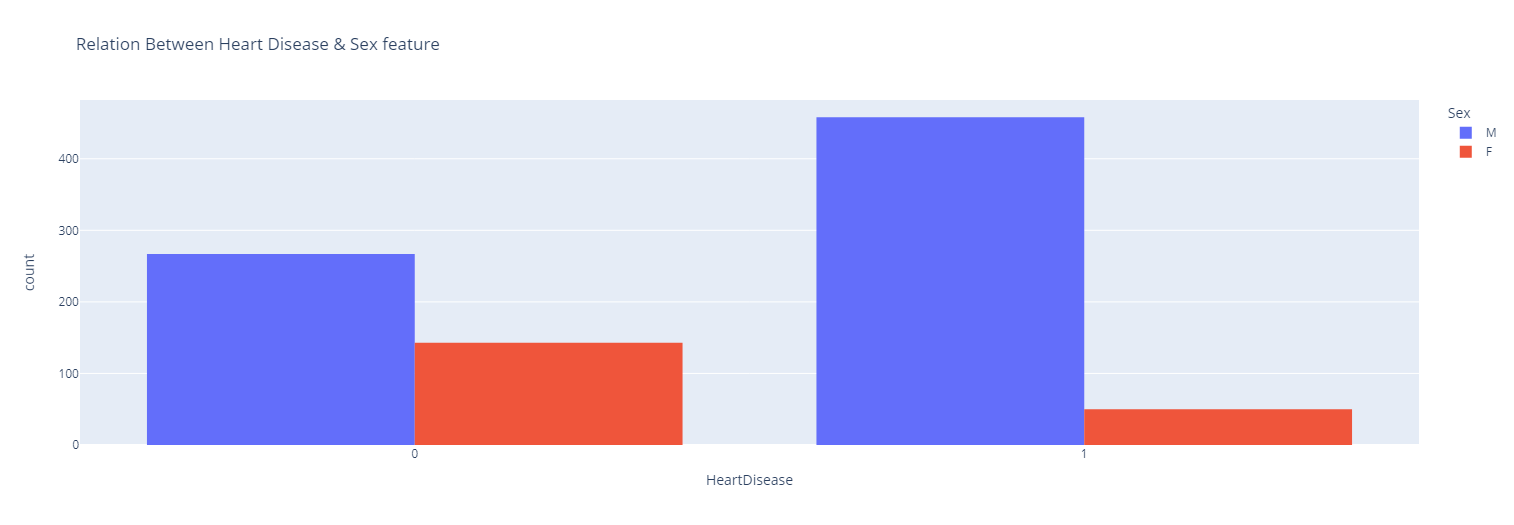 Relation Between Heart Disease & Sex feature
Sex
M
F
count
400
300
200
100
0
0
1
HeartDisease